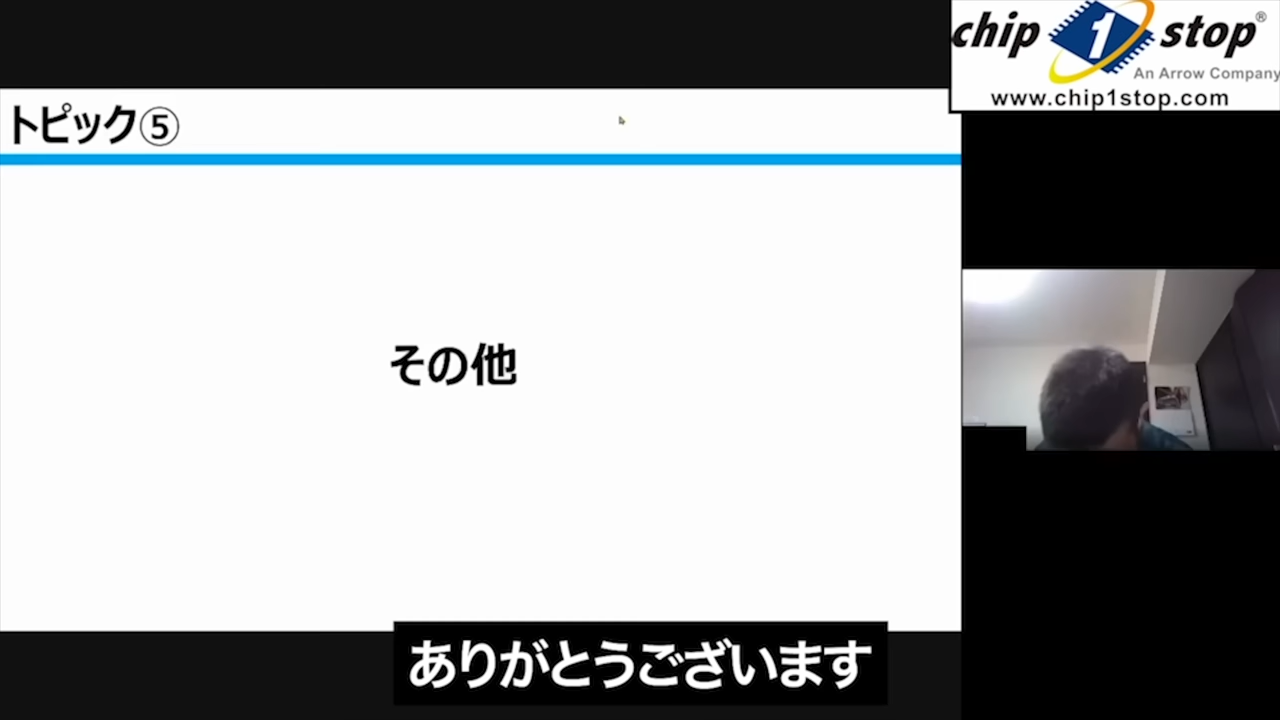 chip 1 stop®
An Arrow Company
www.chip1stop.com
トピック⑤
その他
ありがとうございます